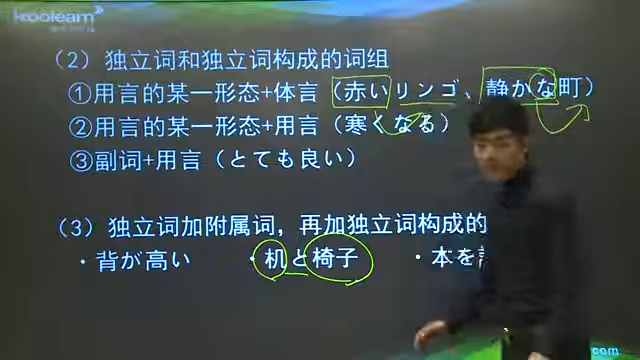 koolearn
（2）独立词和独立词构成的词组
①用言的某一形态+体言（赤いリンゴ、静かな町）
②用言的某一形态+用言（寒くなる）
③副词+用言（とても良い）
（3）独立词加附属词，再加独立词构成的
・背が高い ・机と椅子 ・本を
.com